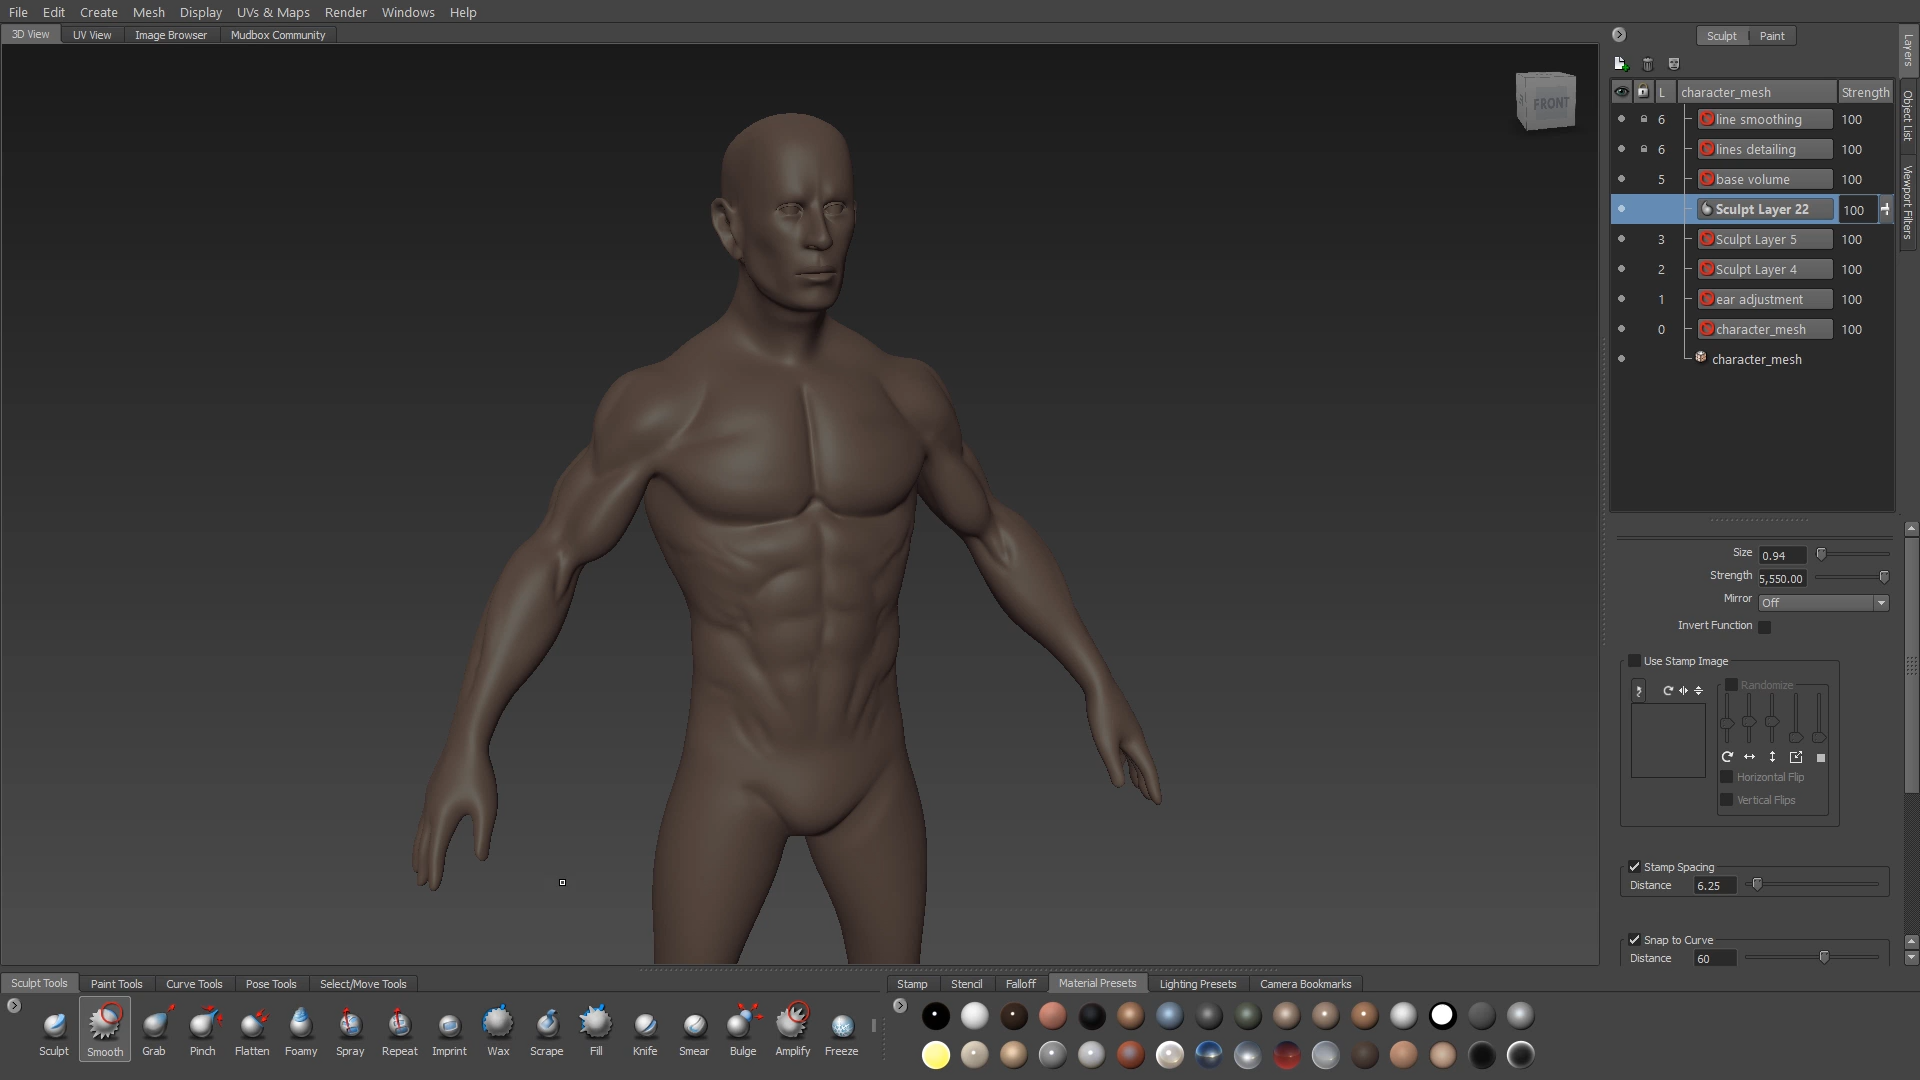 File Edit Create Mesh Display UVs & Maps Render Windows Help
3D View UV View Image Browser Mudbox Community
Sculpt Paint
Layers
Object List
Viewport Filters
L character_mesh Strength
6 line smoothing 100
6 lines detailing 100
5 base volume 100
Sculpt Layer 22 100
3 Sculpt Layer 5 100
2 Sculpt Layer 4 100
1 ear adjustment 100
0 character_mesh 100
character_mesh
FRONT
Size 0.94
Strength 5,550.00
Mirror Off
Invert Function
Use Stamp Image
Randomize
Horizontal Flip
Vertical Flips
Stamp Spacing
Distance 6.25
Snap to Curve
Distance 60
Sculpt Tools Paint Tools Curve Tools Pose Tools Select/Move Tools
Sculpt Smooth Grab Pinch Flatten Foamy Spray Repeat Imprint Wax Scrape Fill Knife Smear Bulge Amplify Freeze
Stamp Stencil Falloff Material Presets Lighting Presets Camera Bookmarks